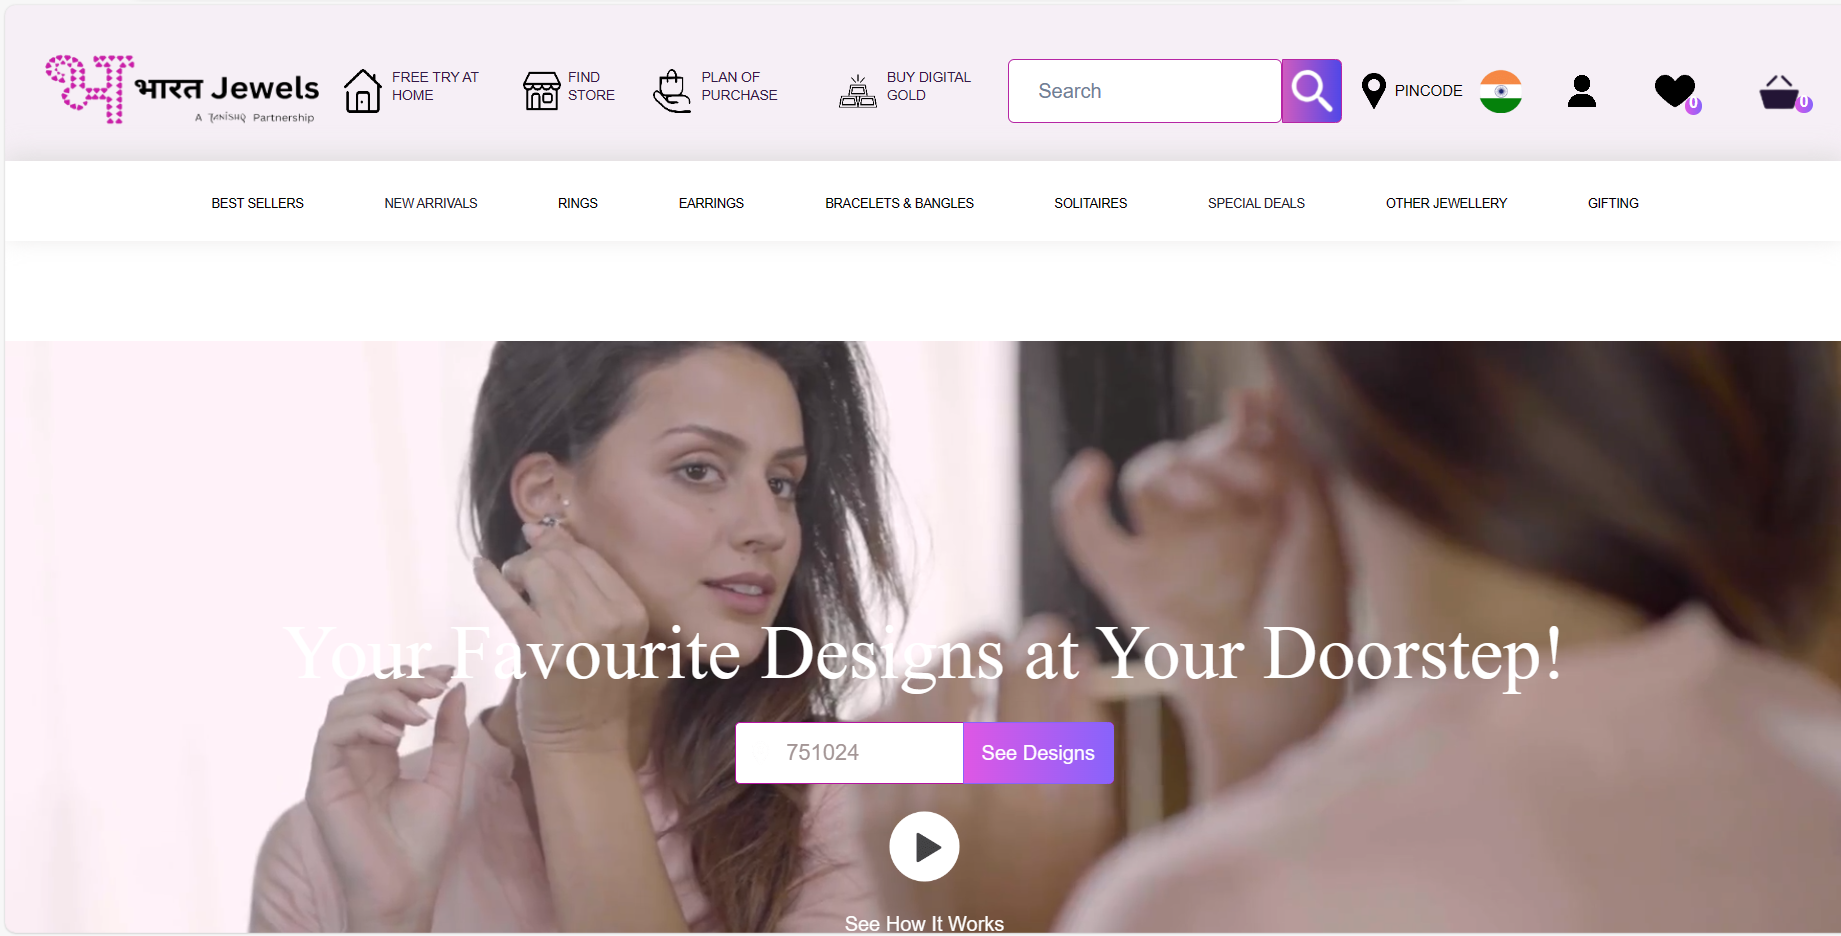 भा
भारत Jewels
A TANISHQ Partnership
FREE TRY AT
HOME
FIND
STORE
PLAN OF
PURCHASE
BUY DIGITAL
GOLD
Search
PINCODE
0
0
BEST SELLERS
NEW ARRIVALS
RINGS
EARRINGS
BRACELETS & BANGLES
SOLITAIRES
SPECIAL DEALS
OTHER JEWELLERY
GIFTING
Your Favourite Designs at Your Doorstep!
751024
See Designs
See How It Works